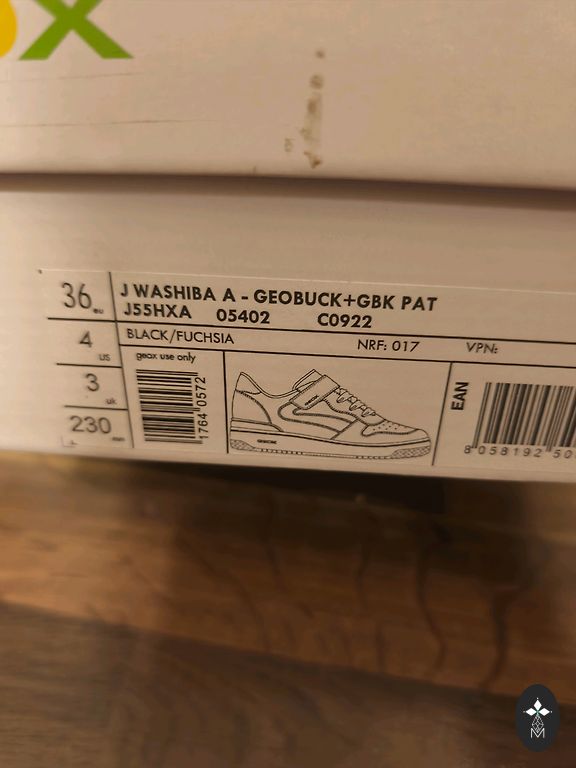 x
36 eu
4 US
3 uk
230 mm
J WASHIBA A - GEOBUCK+GBK PAT
J55HXA 05402 C0922
BLACK/FUCHSIA NRF: 017 VPN:
geox use only
1764 0572
GEOX
EAN
8 058192 50
M